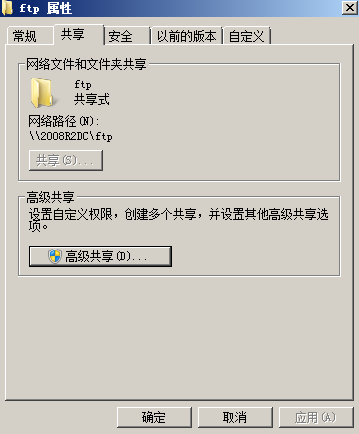 ftp 属性
常规 共享 安全 以前的版本 自定义
网络文件和文件夹共享
ftp
共享式
网络路径(N):
\\2008R2DC\ftp
共享(S)...
高级共享
设置自定义权限，创建多个共享，并设置其他高级共享选
项。
高级共享(D)...
确定 取消 应用(A)